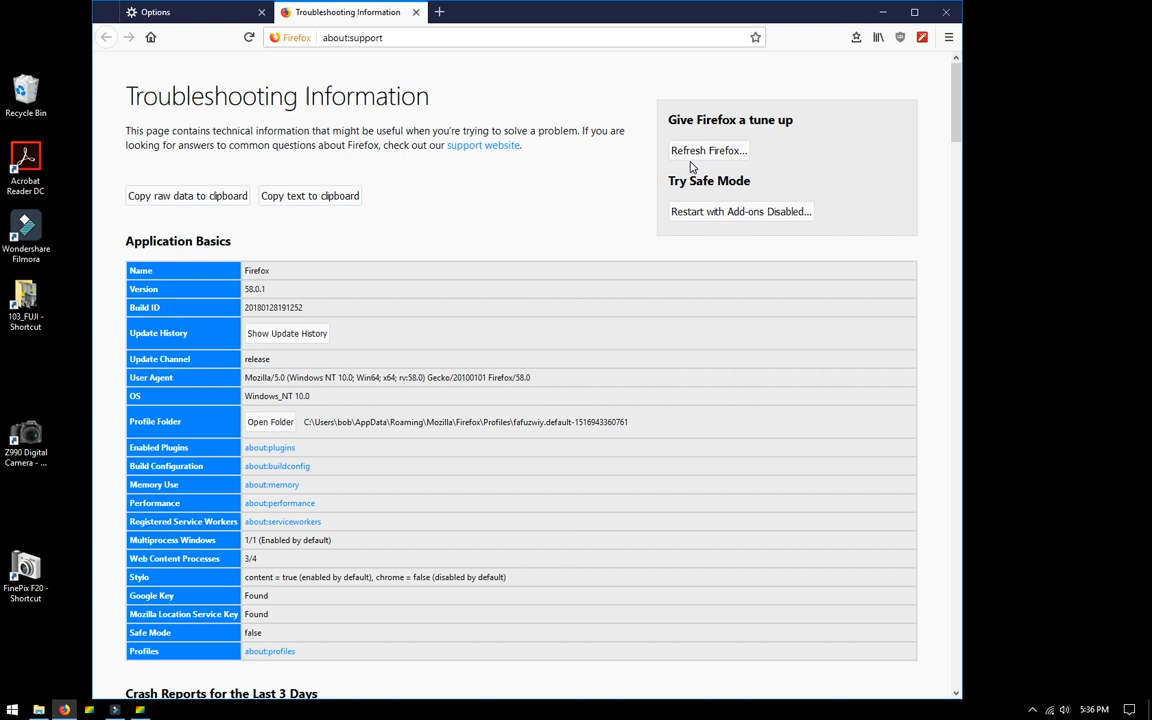 Options
Troubleshooting Information
Firefox
about:support
Recycle Bin
Acrobat
Reader DC
Wondershare
Filmora
103_FUJI -
Shortcut
Z990 Digital
Camera - ...
FinePix F20 -
Shortcut
Troubleshooting Information
This page contains technical information that might be useful when you're trying to solve a problem. If you are
looking for answers to common questions about Firefox, check out our support website.
Copy raw data to clipboard
Copy text to clipboard
Give Firefox a tune up
Refresh Firefox...
Try Safe Mode
Restart with Add-ons Disabled...
Application Basics
Name Firefox
Version 58.0.1
Build ID 20180128191252
Update History Show Update History
Update Channel release
User Agent Mozilla/5.0 (Windows NT 10.0; Win64; x64; rv:58.0) Gecko/20100101 Firefox/58.0
OS Windows_NT 10.0
Profile Folder Open Folder C:\Users\bob\AppData\Roaming\Mozilla\Firefox\Profiles\fafuzwiy.default-1516943360761
Enabled Plugins about:plugins
Build Configuration about:buildconfig
Memory Use about:memory
Performance about:performance
Registered Service Workers about:serviceworkers
Multiprocess Windows 1/1 (Enabled by default)
Web Content Processes 3/4
Stylo content = true (enabled by default), chrome = false (disabled by default)
Google Key Found
Mozilla Location Service Key Found
Safe Mode false
Profiles about:profiles
Crash Reports for the Last 3 Days
5:36 PM